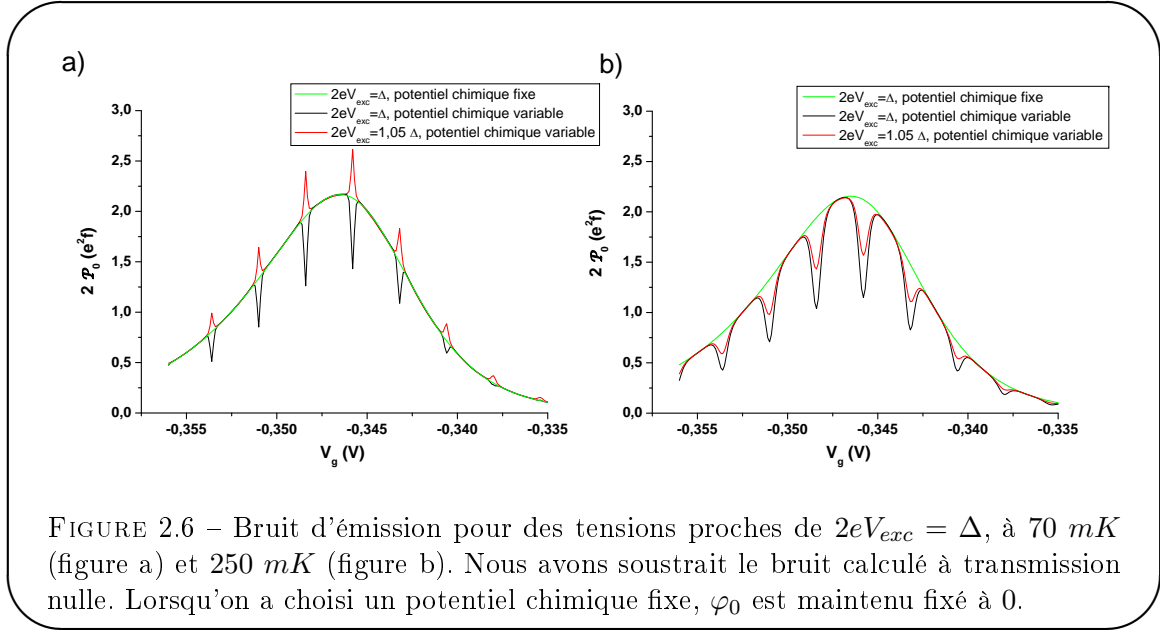 a)
2eV_exc=Δ, potentiel chimique fixe
2eV_exc=Δ, potentiel chimique variable
2eV_exc=1,05 Δ, potentiel chimique variable
3,0
2,5
2,0
1,5
1,0
0,5
0,0
2 𝒫_0 (e²f)
-0,355 -0,350 -0,345 -0,340 -0,335
V_g (V)
b)
2eV_exc=Δ, potentiel chimique fixe
2eV_exc=Δ, potentiel chimique variable
2eV_exc=1.05 Δ, potentiel chimique variable
3,0
2,5
2,0
1,5
1,0
0,5
0,0
2 𝒫_0 (e²f)
-0,355 -0,350 -0,345 -0,340 -0,335
V_g (V)
FIGURE 2.6 – Bruit d'émission pour des tensions proches de 2eV_exc = Δ, à 70 mK
(figure a) et 250 mK (figure b). Nous avons soustrait le bruit calculé à transmission
nulle. Lorsqu'on a choisi un potentiel chimique fixe, φ_0 est maintenu fixé à 0.